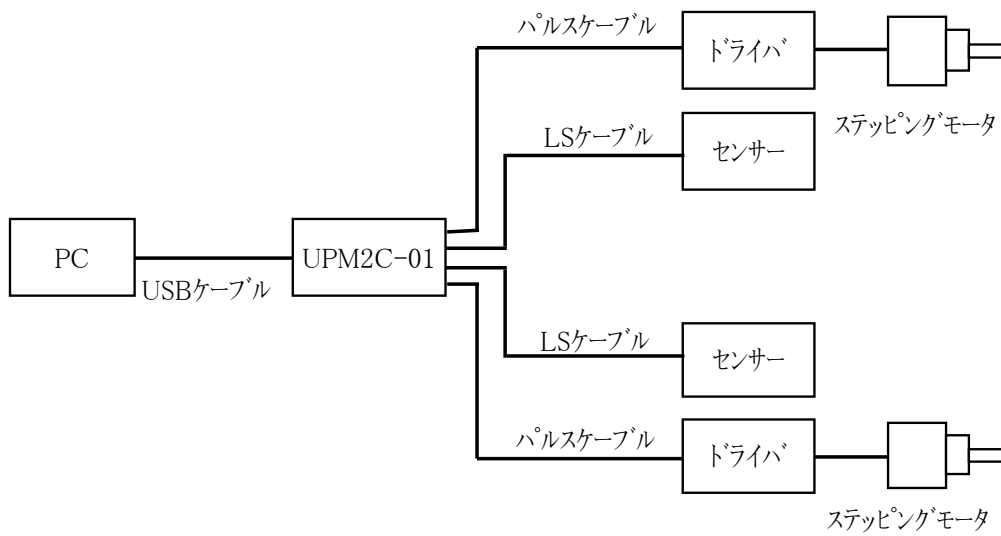 パルスケーブル
ドライバ
ステッピングモータ
LSケーブル
センサー
PC
UPM2C-01
USBケーブル
LSケーブル
センサー
パルスケーブル
ドライバ
ステッピングモータ